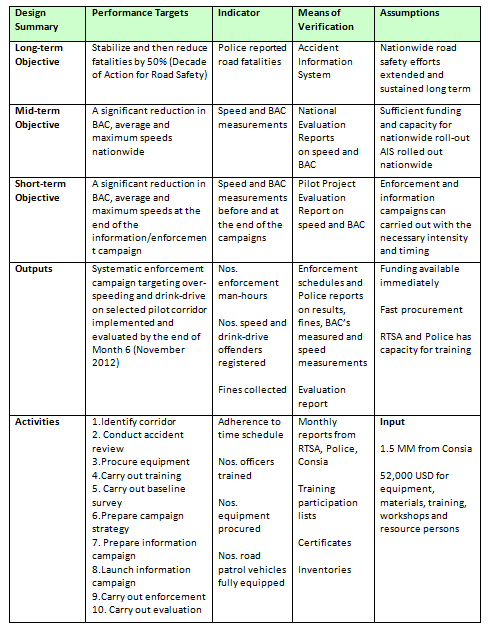 Design Summary
Performance Targets
Indicator
Means of Verification
Assumptions
Long-term Objective
Stabilize and then reduce
fatalities by 50% (Decade
of Action for Road Safety)
Police reported
road fatalities
Accident
Information
System
Nationwide road
safety efforts
extended and
sustained long term
Mid-term
Objective
A significant reduction in
BAC, average and
maximum speeds
nationwide
Speed and BAC
measurements
National
Evaluation
Reports
on speed and
BAC
Sufficient funding
and capacity for
nationwide roll-out
AIS rolled out
nationwide
Short-term
Objective
A significant reduction in
BAC, average and
maximum speeds at the
end of the
information/enforcemen
t campaign
Speed and BAC
measurements
before and at
the end of the
campaigns
Pilot Project
Evaluation
Report on
speed and BAC
Enforcement and
information
campaigns can
carried out with the
necessary intensity
and timing
Outputs
Systematic enforcement
campaign targeting over-
speeding and drink-drive
on selected pilot corridor
implemented and
evaluated by the end of
Month 6 (November
2012)
Nos.
enforcement
man-hours
Nos. speed and
drink-drive
offenders
registered
Fines collected
Enforcement
schedules and
Police reports
on results,
fines, BAC's
measured and
speed
measurements
Evaluation
report
Funding available
immediately
Fast procurement
RTSA and Police has
capacity for training
Activities
1.Identify corridor
2. Conduct accident
review
3.Procure equipment
4.Carry out training
5. Carry out baseline
survey
6.Prepare campaign
strategy
7. Prepare information
campaign
8.Launch information
campaign
9.Carry out enforcement
10. Carry out evaluation
Adherence to
time schedule
Nos. officers
trained
Nos.
equipment
procured
Nos. road
patrol vehicles
fully equipped
Monthly
reports from
RTSA, Police,
Consia
Training
participation
lists
Certificates
Inventories
Input
1.5 MM from Consia
52,000 USD for
equipment,
materials, training,
workshops and
resource persons